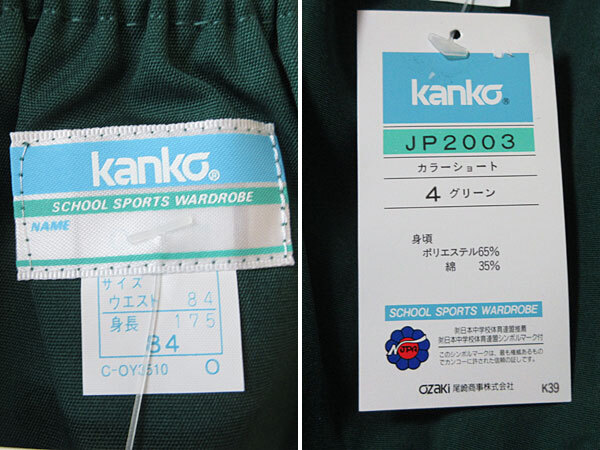 kanko®
SCHOOL SPORTS WARDROBE
NAME
サイズ
ウエスト 84
身長 175
84
C-OY3510 O
kanko®
JP2003
カラーショート
4 グリーン
身頃
ポリエステル65%
綿 35%
SCHOOL SPORTS WARDROBE
㈶日本中学校体育連盟推薦
㈶日本中学校体育連盟シンボルマーク付
JPA
このシンボルマークは、最も権威あるもの
でカンコーに許された信頼の証しです。
OZAKI 尾崎商事株式会社
K39